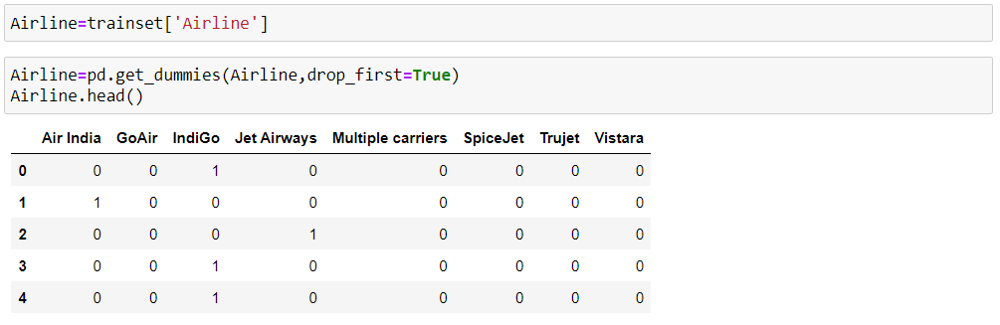 Airline=trainset['Airline']
Airline=pd.get_dummies(Airline,drop_first=True)
Airline.head()
Air India GoAir IndiGo Jet Airways Multiple carriers SpiceJet Trujet Vistara
0 0 0 1 0 0 0 0 0
1 1 0 0 0 0 0 0 0
2 0 0 0 1 0 0 0 0
3 0 0 1 0 0 0 0 0
4 0 0 1 0 0 0 0 0